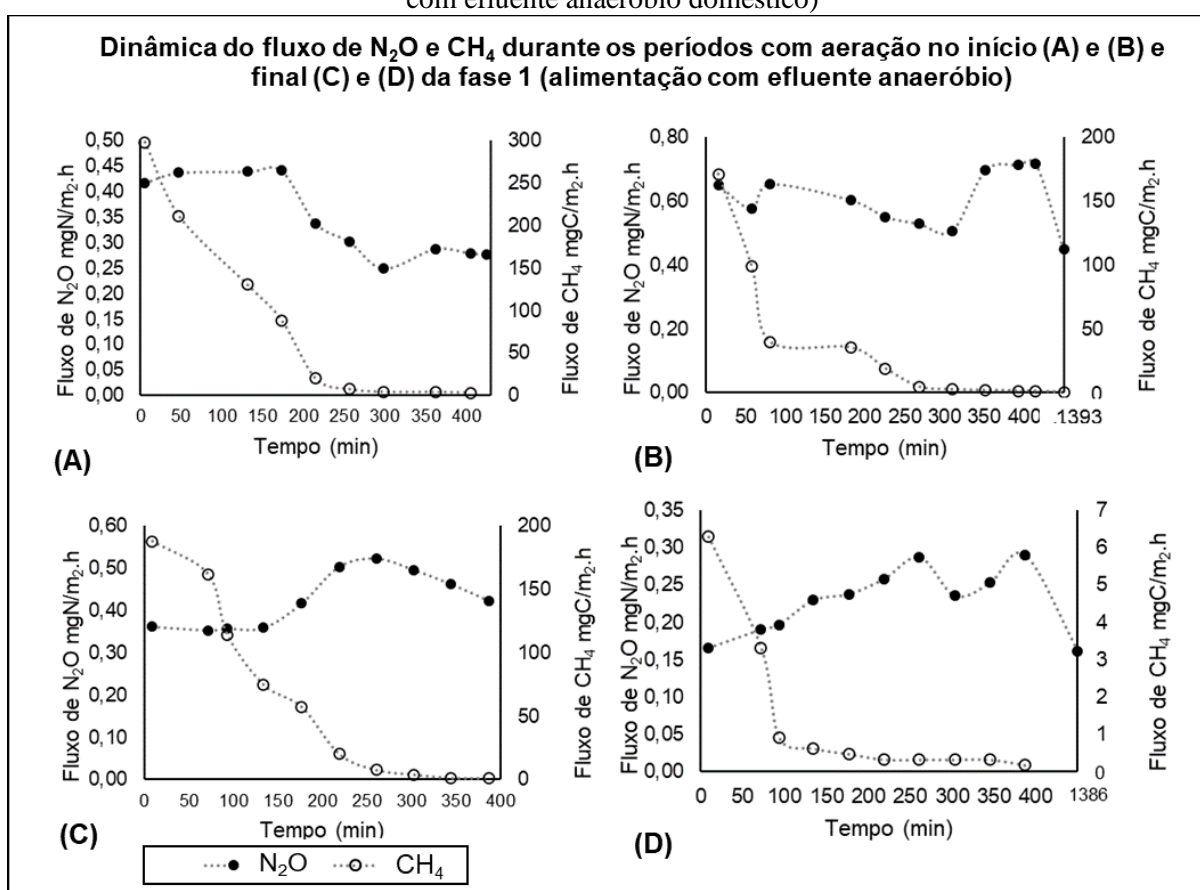 com efluente anaeróbio doméstico)
Dinâmica do fluxo de N₂O e CH₄ durante os períodos com aeração no início (A) e (B) e
final (C) e (D) da fase 1 (alimentação com efluente anaeróbio)
Fluxo de N₂O mgN/m₂.h
0,50
0,45
0,40
0,35
0,30
0,25
0,20
0,15
0,10
0,05
0,00
300
250
200
150
100
50
0
Fluxo de CH₄ mgC/m₂.h
0 50 100 150 200 250 300 350 400
Tempo (min)
(A)
Fluxo de N₂O mgN/m₂.h
0,80
0,60
0,40
0,20
0,00
200
150
100
50
0
Fluxo de CH₄ mgC/m₂.h
0 50 100 150 200 250 300 350 400 .1393
Tempo (min)
(B)
Fluxo de N₂O mgN/m₂.h
0,60
0,50
0,40
0,30
0,20
0,10
0,00
200
150
100
50
0
Fluxo de CH₄ mgC/m₂.h
0 50 100 150 200 250 300 350 400
Tempo (min)
(C)
Fluxo de N₂O mgN/m₂.h
0,35
0,30
0,25
0,20
0,15
0,10
0,05
0,00
7
6
5
4
3
2
1
0
Fluxo de CH₄ mgC/m₂.h
0 50 100 150 200 250 300 350 400 1386
Tempo (min)
(D)
N₂O CH₄